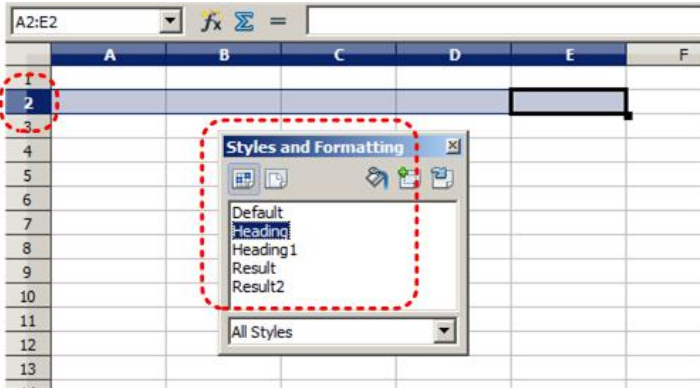 A2:E2
A B C D E F
1
2
3
4
Styles and Formatting
5
6
Default
7
Heading
8
Heading1
9
Result
10
Result2
11
All Styles
12
13